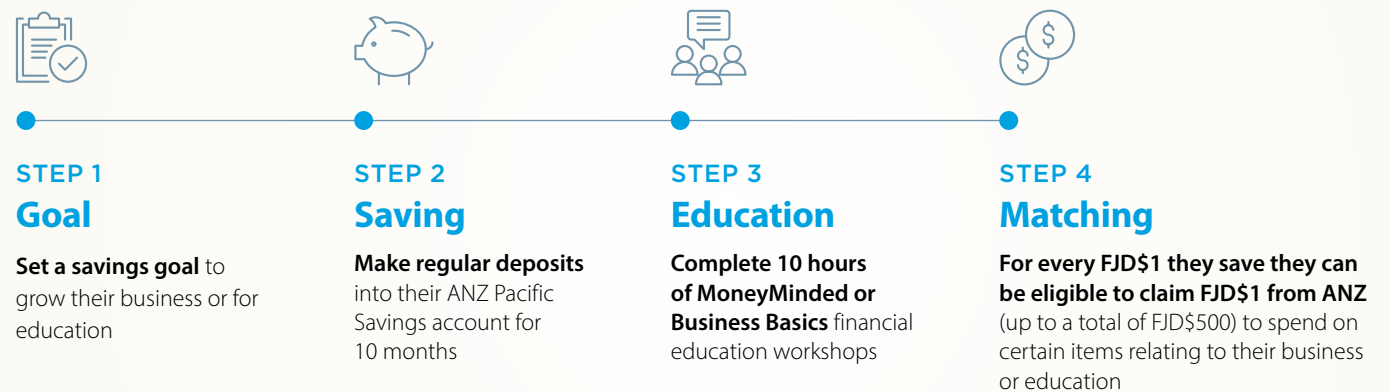 $
$
STEP 1
Goal
Set a savings goal to
grow their business or for
education
STEP 2
Saving
Make regular deposits
into their ANZ Pacific
Savings account for
10 months
STEP 3
Education
Complete 10 hours
of MoneyMinded or
Business Basics financial
education workshops
STEP 4
Matching
For every FJD$1 they save they can
be eligible to claim FJD$1 from ANZ
(up to a total of FJD$500) to spend on
certain items relating to their business
or education